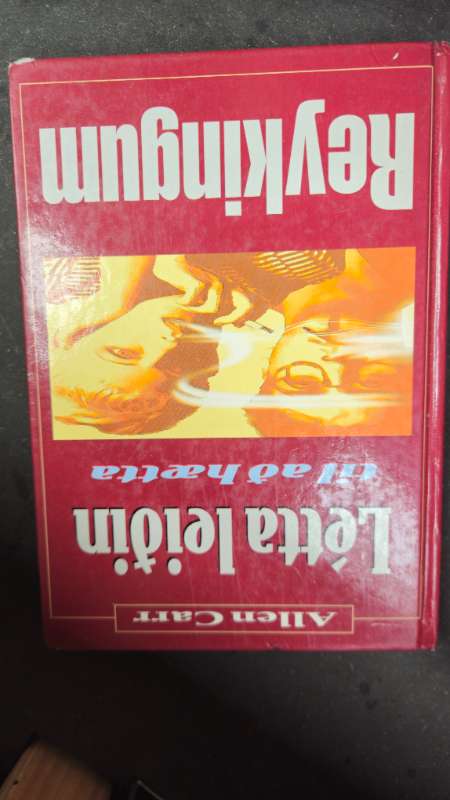 Allen Carr
Létta leiðin
til að hætta
Reykingum